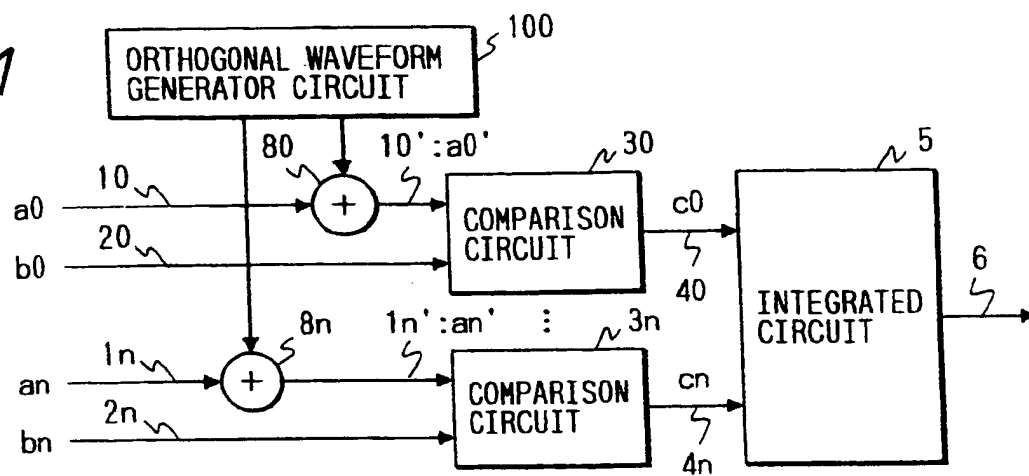 1
100
ORTHOGONAL WAVEFORM
GENERATOR CIRCUIT
80
10':a0'
30
5
10
a0
+
c0
COMPARISON
CIRCUIT
20
b0
40
6
INTEGRATED
CIRCUIT
8n
1n':an'
⋮
3n
1n
an
+
cn
COMPARISON
CIRCUIT
2n
bn
4n